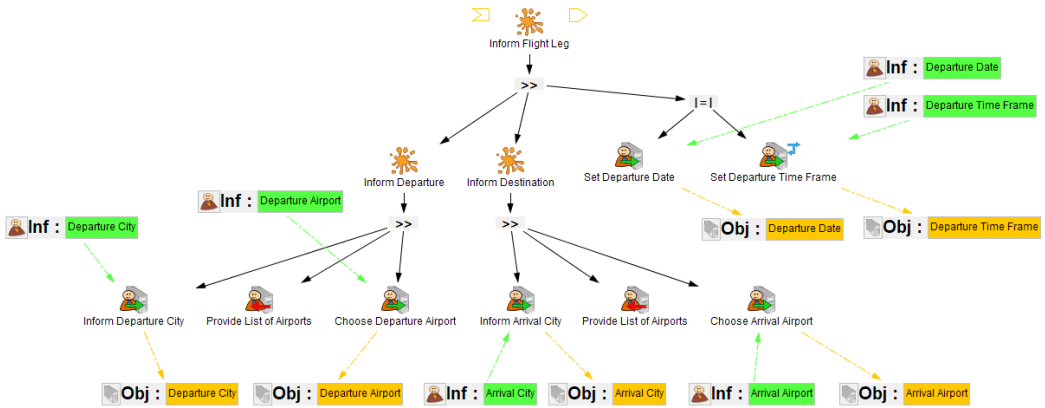 Inform Flight Leg
>>
Inf : Departure Date
|=|
Inf : Departure Time Frame
Inform Departure
Inform Destination
Set Departure Date
Set Departure Time Frame
Inf : Departure Airport
Inf : Departure City
>>
>>
Obj : Departure Date
Obj : Departure Time Frame
Inform Departure City
Provide List of Airports
Choose Departure Airport
Inform Arrival City
Provide List of Airports
Choose Arrival Airport
Obj : Departure City
Obj : Departure Airport
Inf : Arrival City
Obj : Arrival City
Inf : Arrival Airport
Obj : Arrival Airport